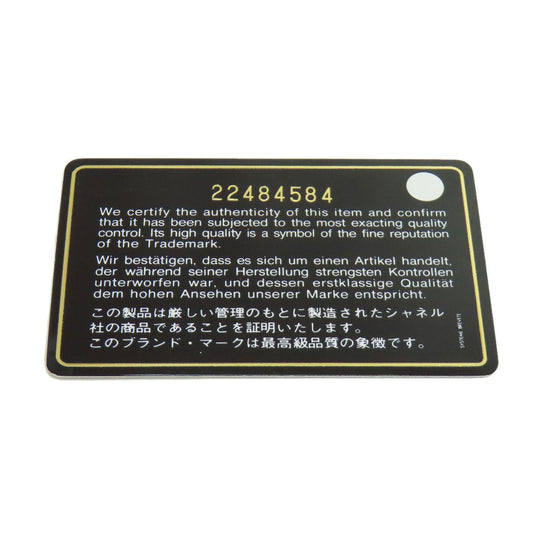 22484584
We certify the authenticity of this item and confirm
that it has been subjected to the most exacting quality
control. Its high quality is a symbol of the fine reputation
of the Trademark.
Wir bestätigen, dass es sich um einen Artikel handelt,
der während seiner Herstellung strengsten Kontrollen
unterworfen war, und dessen erstklassige Qualität
dem hohen Ansehen unserer Marke entspricht.
この製品は厳しい管理のもとに製造されたシャネル
社の商品であることを証明いたします。
このブランド・マークは最高級品質の象徴です。
SYSTEME BREVETE